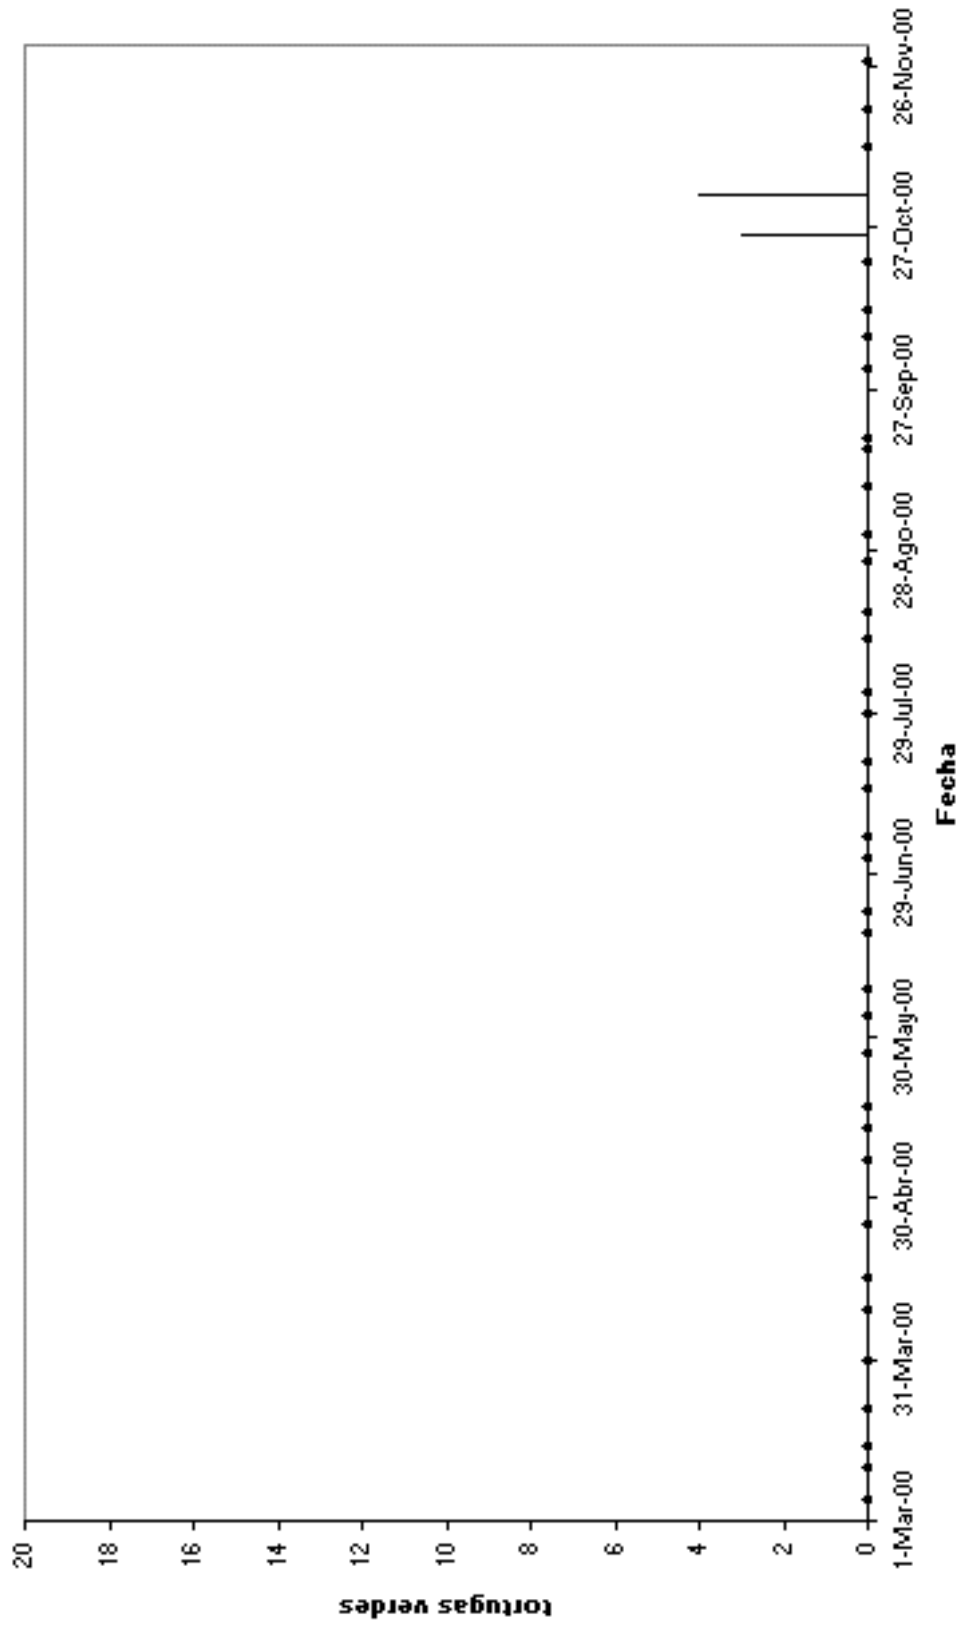 tortugas verdes
20
18
16
14
12
10
8
6
4
2
0
1-Mar-00
31-Mar-00
30-Abr-00
30-May-00
29-Jun-00
29-Jul-00
28-Ago-00
27-Sep-00
27-Oct-00
26-Nov-00
Fecha